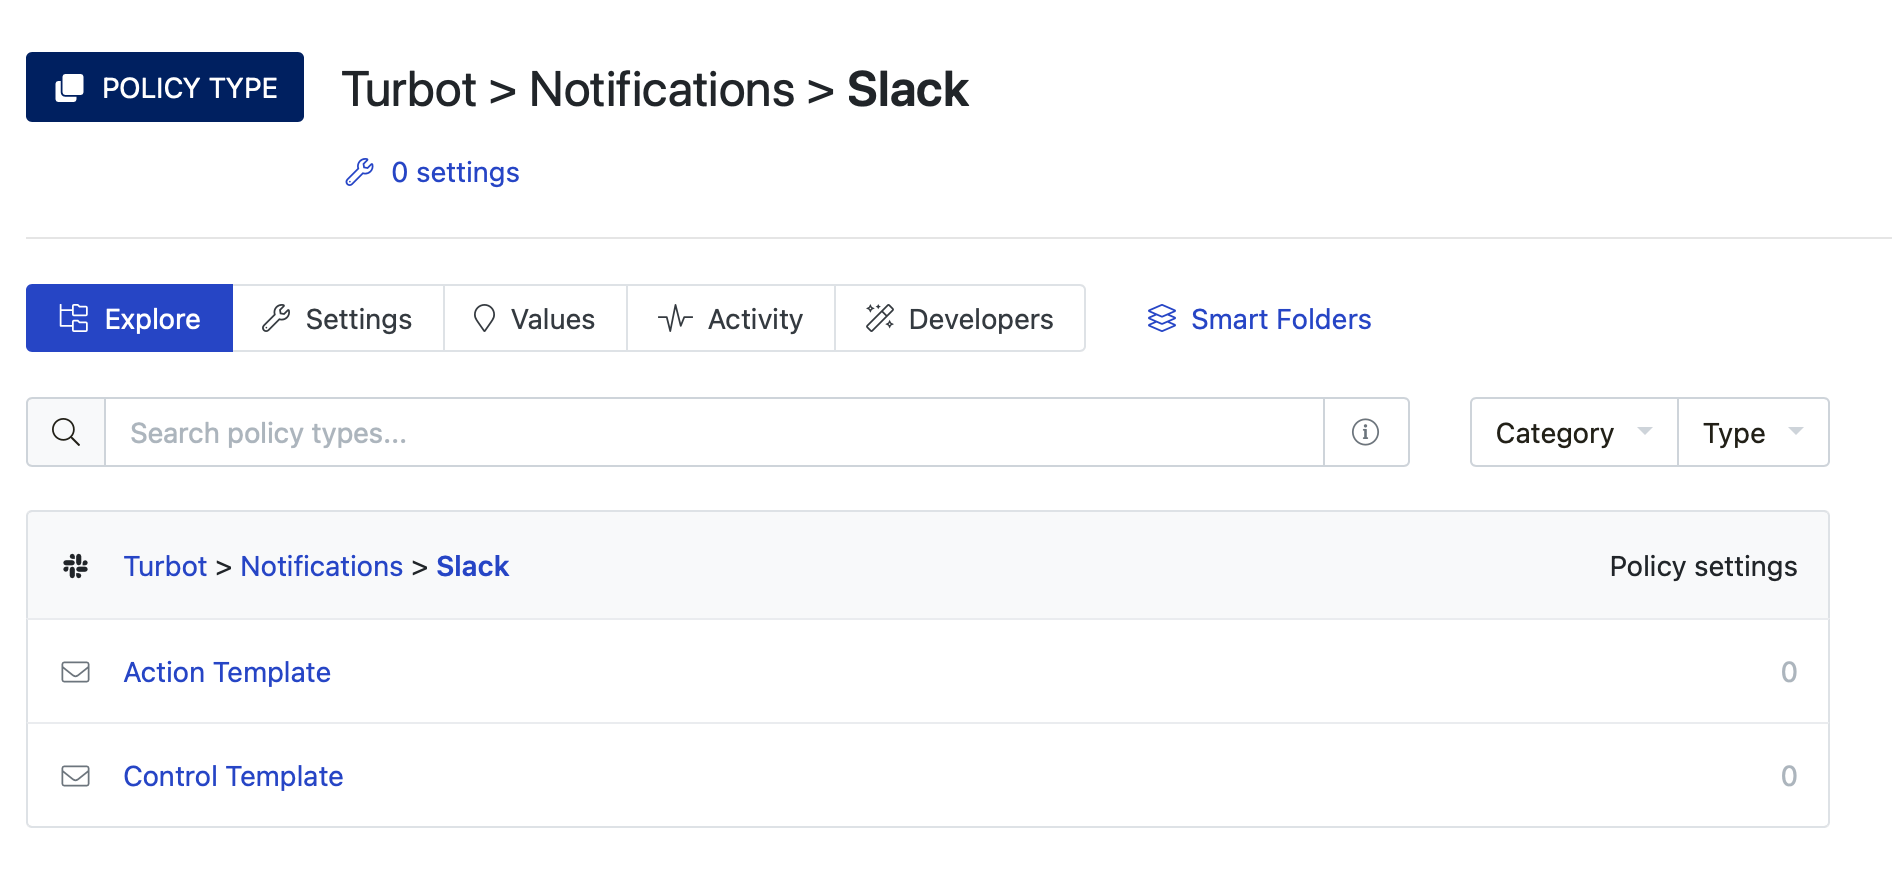 POLICY TYPE
Turbot > Notifications > Slack
0 settings
Explore
Settings
Values
Activity
Developers
Smart Folders
Search policy types...
Category
Type
Turbot > Notifications > Slack
Policy settings
Action Template
0
Control Template
0